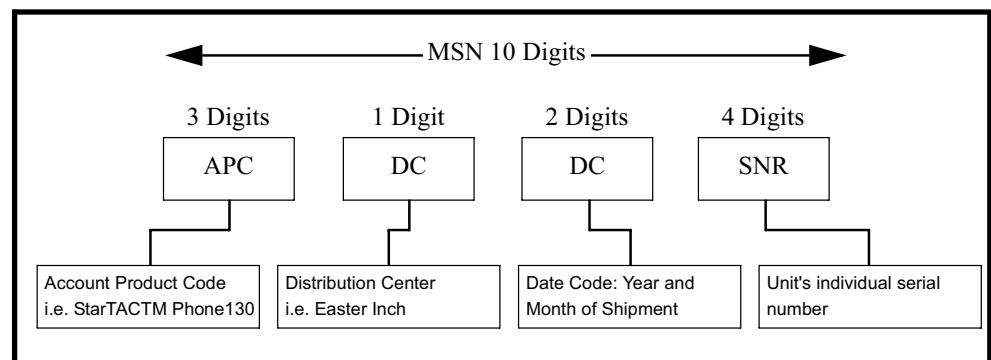 MSN 10 Digits
3 Digits 1 Digit 2 Digits 4 Digits
APC DC DC SNR
Account Product Code
i.e. StarTACTM Phone130
Distribution Center
i.e. Easter Inch
Date Code: Year and
Month of Shipment
Unit's individual serial
number